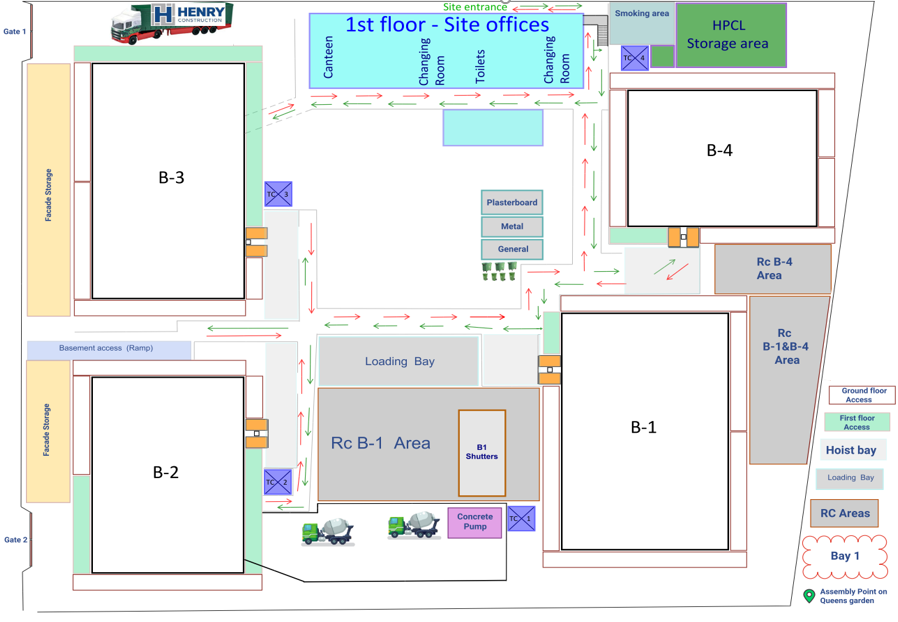 Site entrance
Gate 1
H HENRY
CONSTRUCTION
1st floor - Site offices
Canteen
Changing
Room
Toilets
Changing
Room
Smoking area
HPCL
Storage area
TC 4
B-3
B-4
Facade Storage
TC 3
Plasterboard
Metal
General
Rc B-4
Area
Rc
B-1&B-4
Area
Basement access (Ramp)
Loading Bay
Facade Storage
B-2
Rc B-1 Area
B1
Shutters
B-1
TC 2
Concrete
Pump
TC 1
Gate 2
Ground floor
Access
First floor
Access
Hoist bay
Loading Bay
RC Areas
Bay 1
Assembly Point on
Queens garden